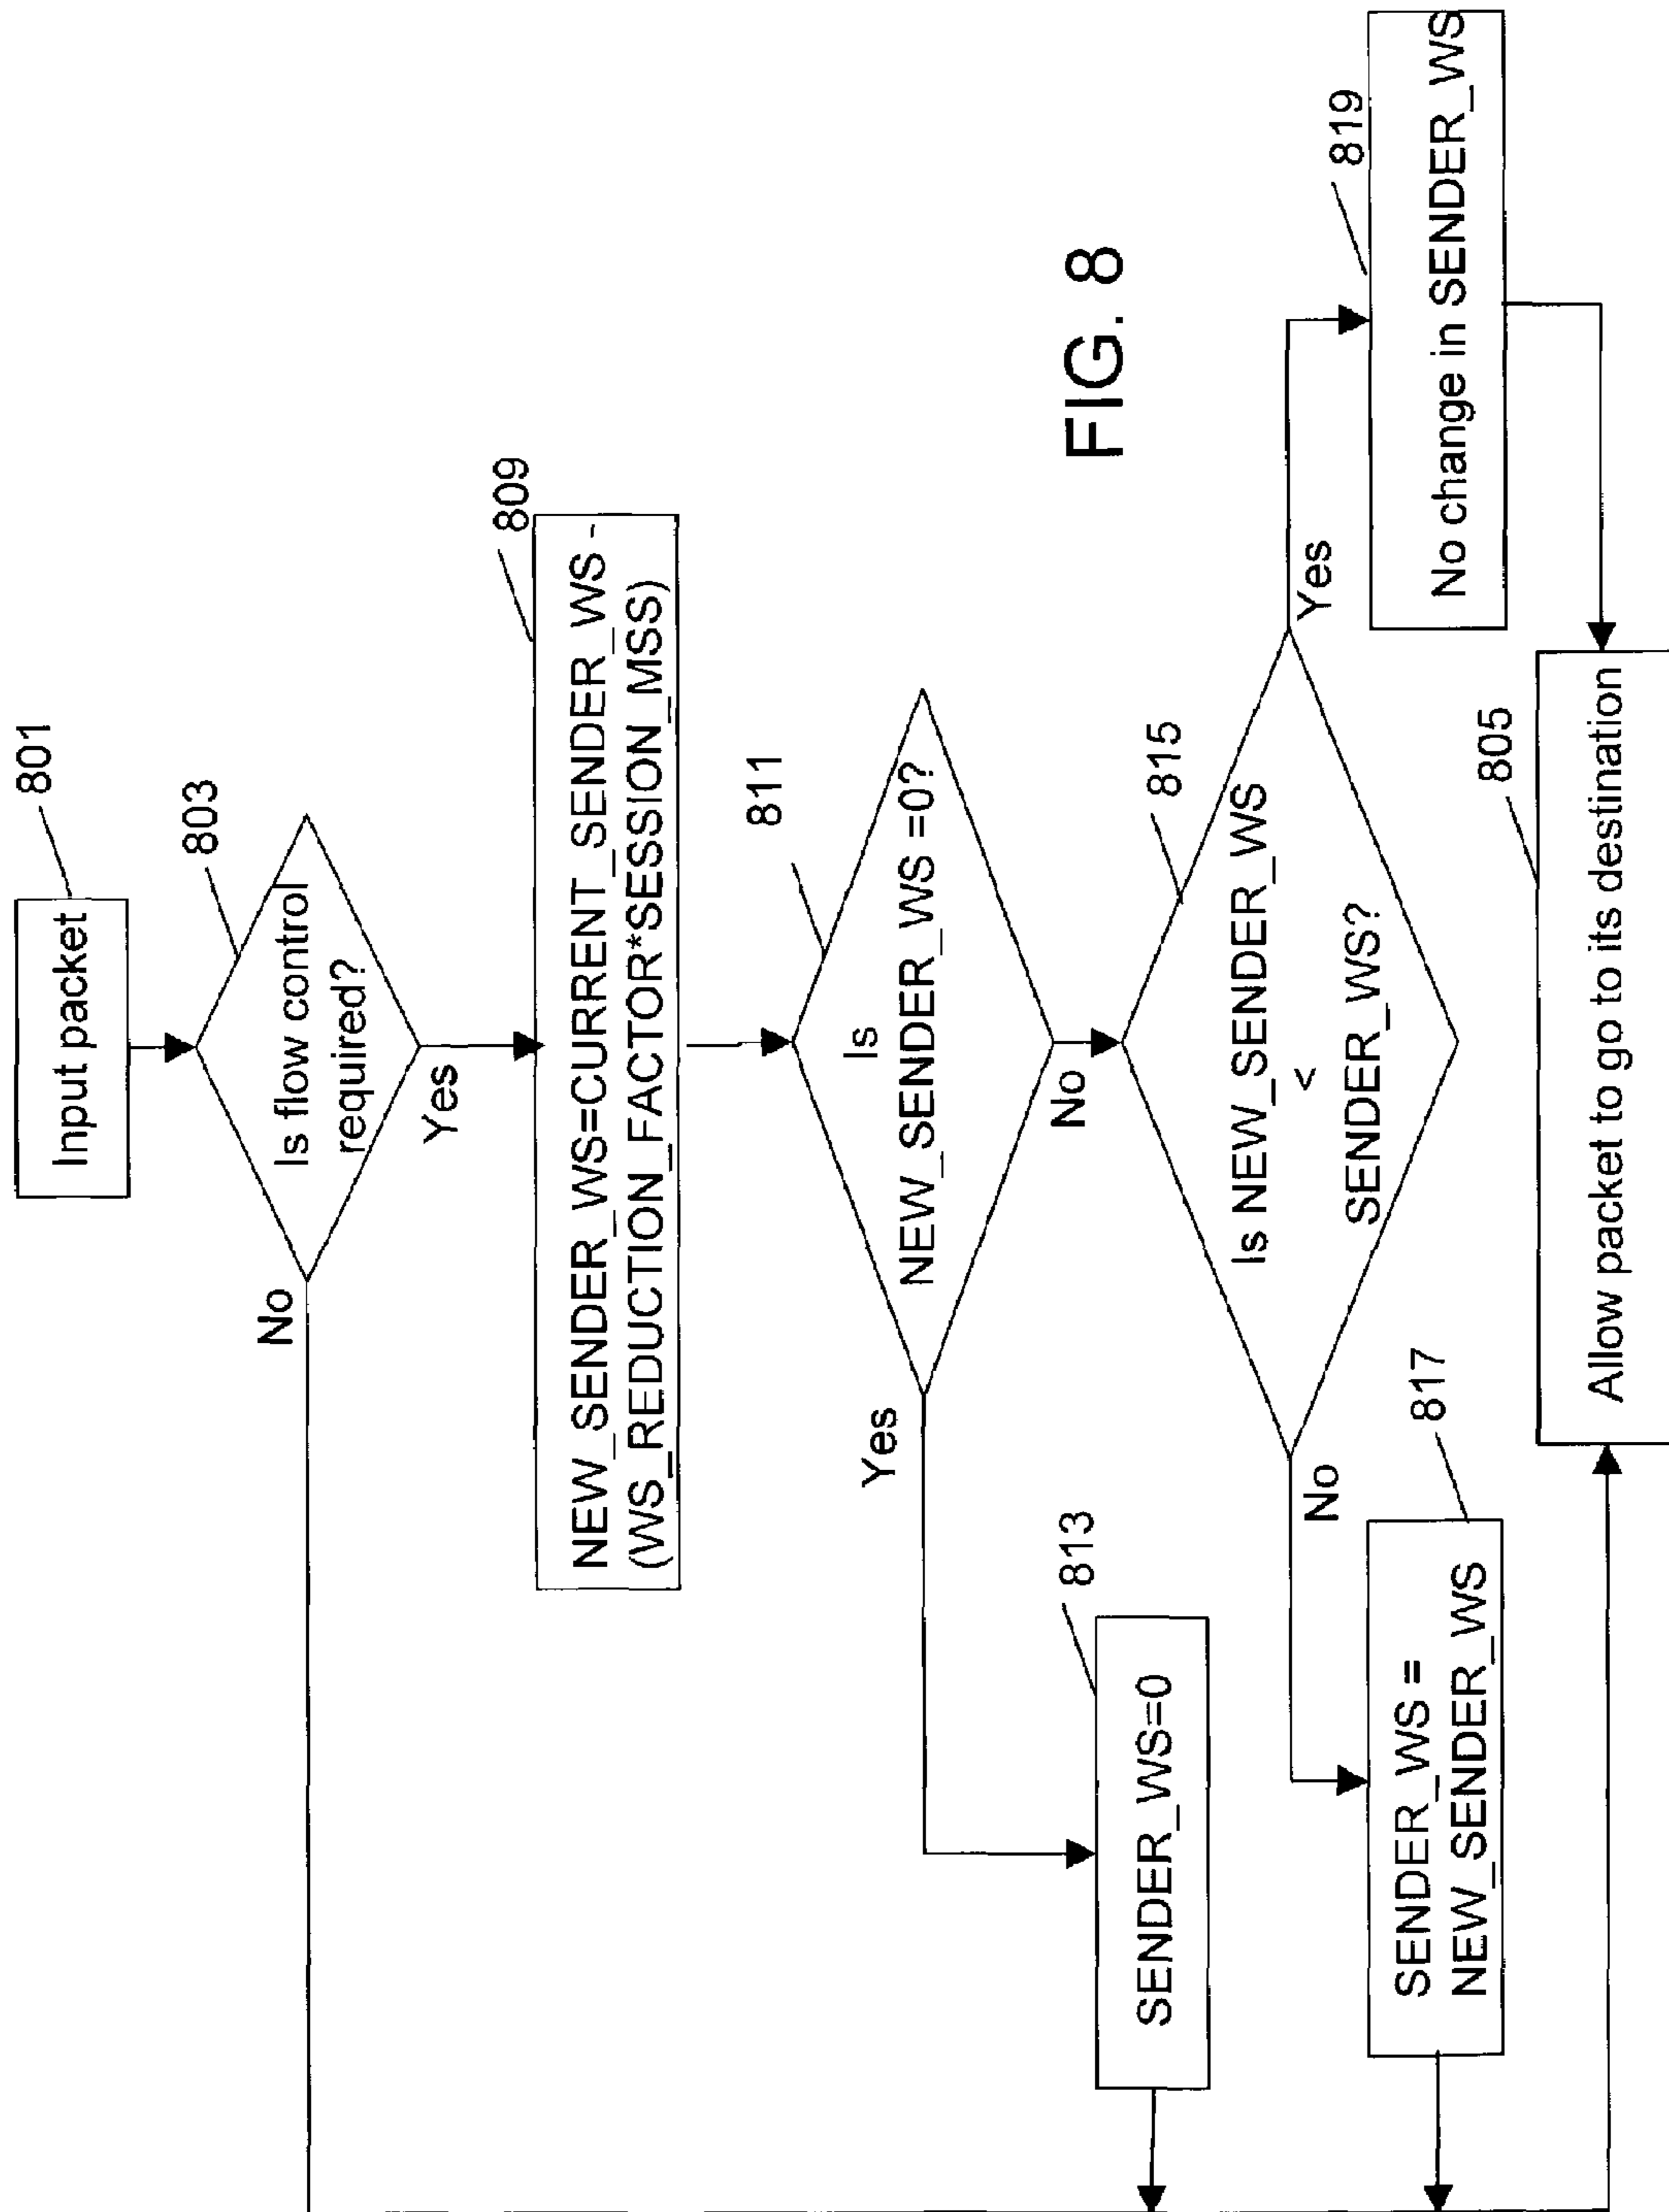 801
Input packet
803
Is flow control
required?
No
Yes
809
NEW_SENDER_WS=CURRENT_SENDER_WS -
(WS_REDUCTION_FACTOR*SESSION_MSS)
811
Is
NEW_SENDER_WS =0?
Yes
No
813
SENDER_WS=0
815
Is NEW_SENDER_WS
<
SENDER_WS?
No
Yes
817
SENDER_WS =
NEW_SENDER_WS
819
No change in SENDER_WS
805
Allow packet to go to its destination
FIG. 8